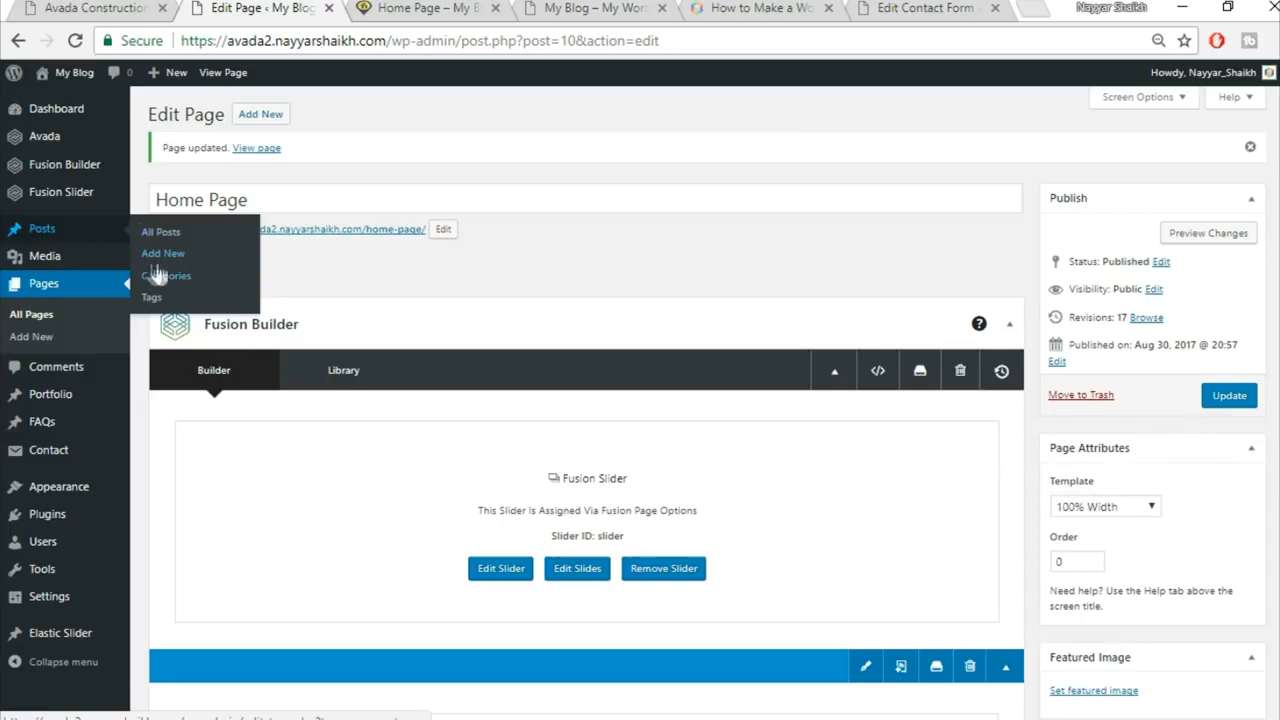 Avada Construction
Edit Page ‹ My Blog
Home Page – My B
My Blog – My Wor
How to Make a Wo
Edit Contact Form
Nayyar Shaikh
Secure
https://avada2.nayyarshaikh.com/wp-admin/post.php?post=10&action=edit
My Blog
0
New
View Page
Howdy, Nayyar_Shaikh
Dashboard
Avada
Fusion Builder
Fusion Slider
Posts
Media
Pages
All Pages
Add New
Comments
Portfolio
FAQs
Contact
Appearance
Plugins
Users
Tools
Settings
Elastic Slider
Collapse menu
All Posts
Add New
Tags
Screen Options
Help
Edit Page
Add New
Page updated. View page
Home Page
da2.nayyarshaikh.com/home-page/
Edit
Fusion Builder
Builder
Library
Fusion Slider
This Slider Is Assigned Via Fusion Page Options
Slider ID: slider
Edit Slider
Edit Slides
Remove Slider
Publish
Preview Changes
Status: Published Edit
Visibility: Public Edit
Revisions: 17 Browse
Published on: Aug 30, 2017 @ 20:57
Edit
Move to Trash
Update
Page Attributes
Template
100% Width
Order
0
Need help? Use the Help tab above the
screen title.
Featured Image
Set featured image